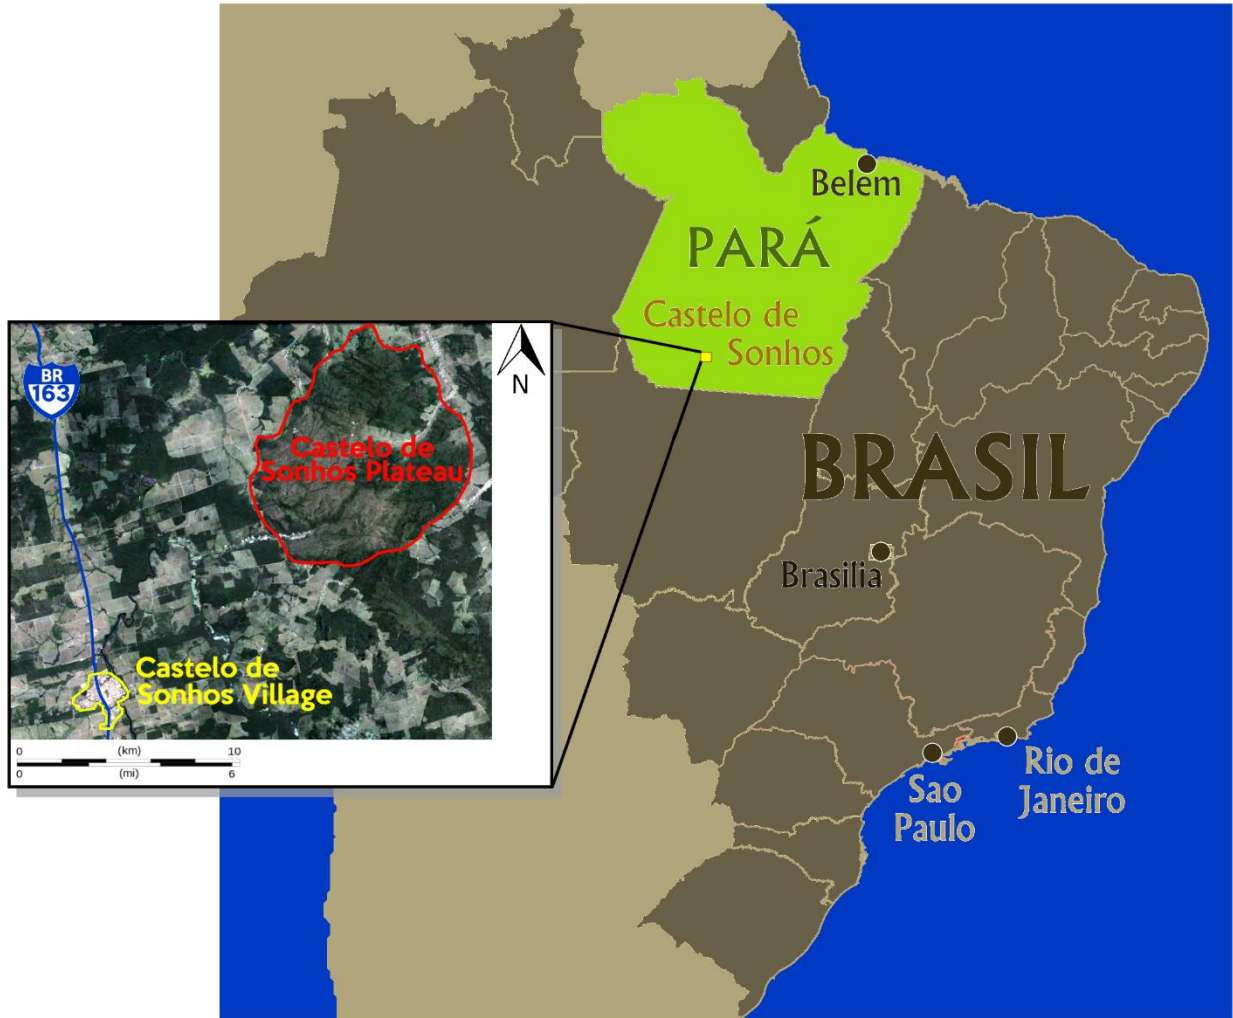 Belem
PARÁ
Castelo de
Sonhos
BRASIL
Brasilia
Rio de
Janeiro
Sao
Paulo
BR
163
N
Castelo de
Sonhos Plateau
Castelo de
Sonhos Village
0 (km) 10
0 (mi) 6